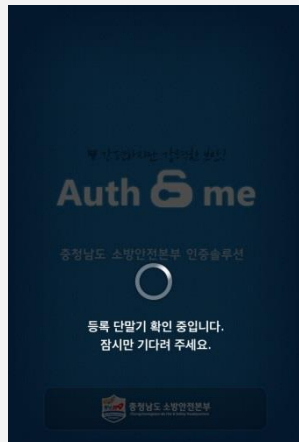 Auth me
충청남도 소방안전본부 인증솔루션
등록 단말기 확인 중입니다.
잠시만 기다려 주세요.
충청남도 소방안전본부